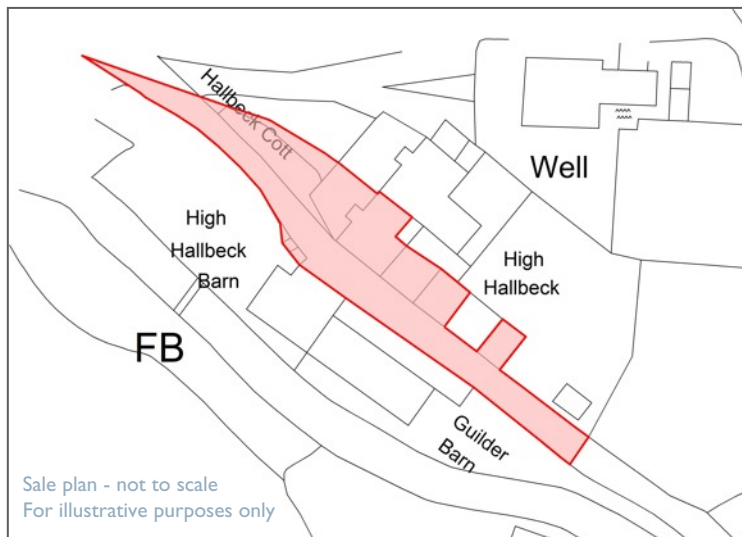 Hallbeck Cott
Well
High
Hallbeck
Barn
High
Hallbeck
FB
Guilder
Barn
Sale plan - not to scale
For illustrative purposes only